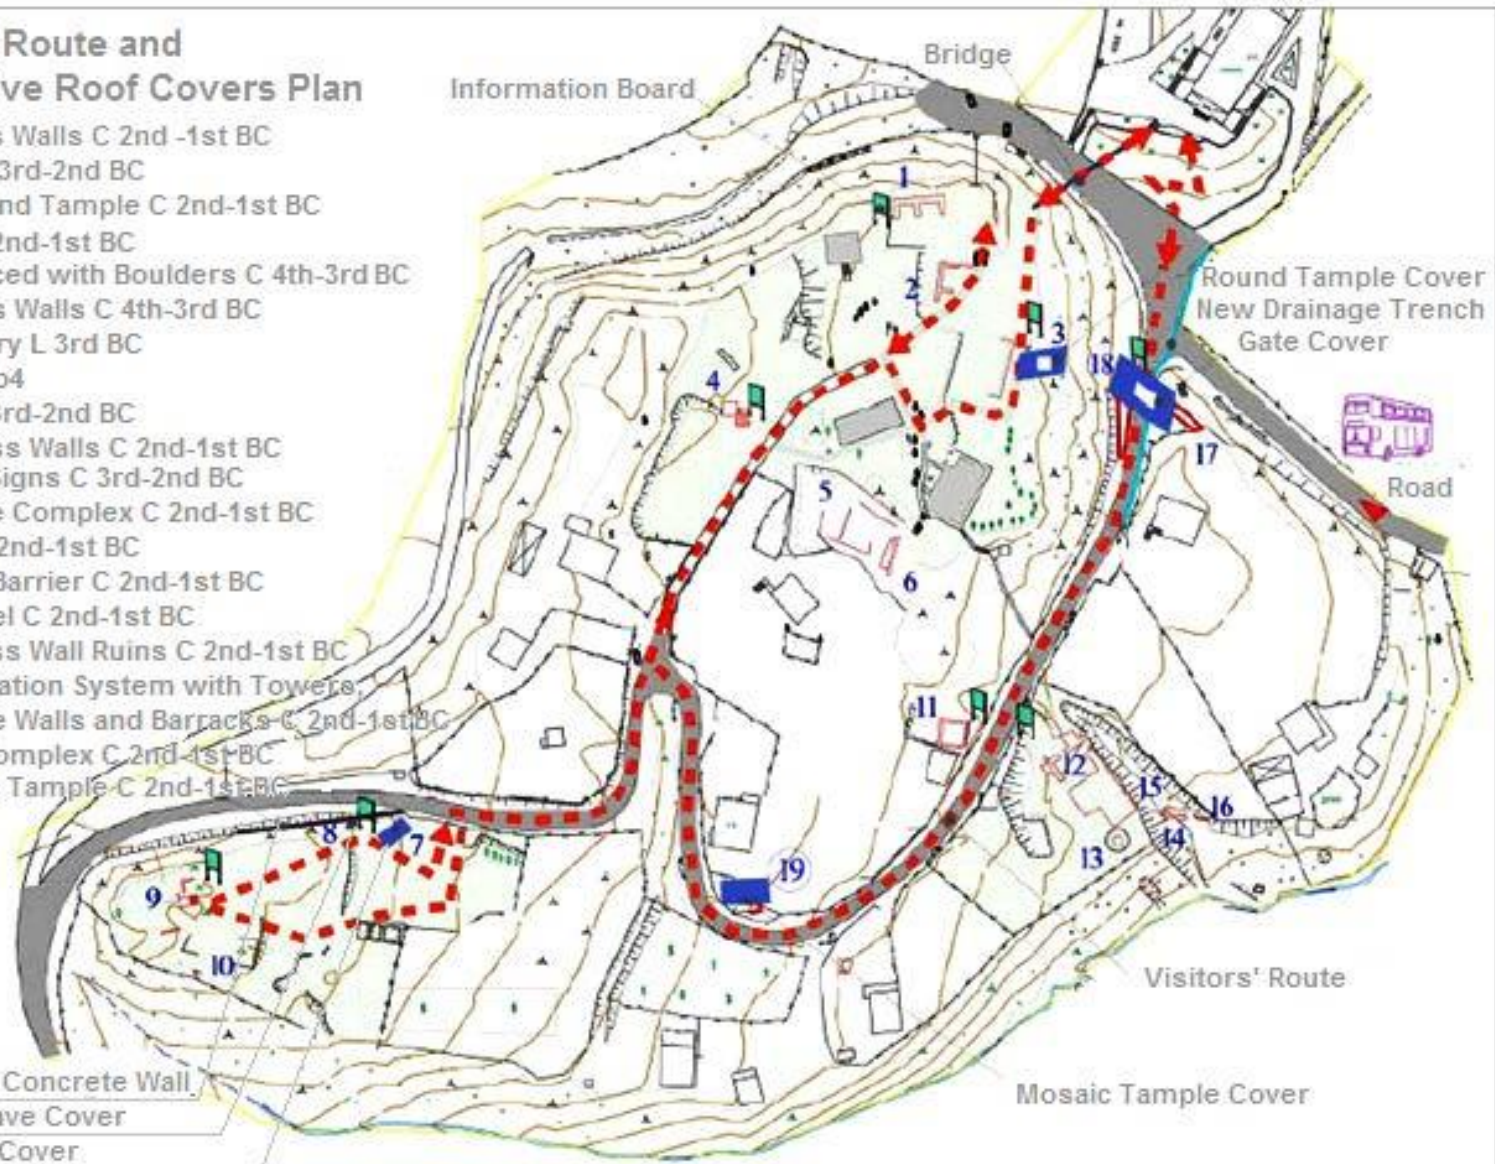 Route and
ve Roof Covers Plan
s Walls C 2nd -1st BC
3rd-2nd BC
nd Tample C 2nd-1st BC
2nd-1st BC
ced with Boulders C 4th-3rd BC
s Walls C 4th-3rd BC
ry L 3rd BC
o4
3rd-2nd BC
ss Walls C 2nd-1st BC
Signs C 3rd-2nd BC
e Complex C 2nd-1st BC
2nd-1st BC
Barrier C 2nd-1st BC
el C 2nd-1st BC
ss Wall Ruins C 2nd-1st BC
ation System with Towers,
e Walls and Barracks C 2nd-1st BC
omplex C 2nd-1st BC
Tample C 2nd-1st BC
Information Board
Bridge
Round Tample Cover
New Drainage Trench
Gate Cover
Road
1
2
3
18
4
17
5
6
11
12
15
16
14
13
19
8
7
9
10
Visitors' Route
Mosaic Tample Cover
Concrete Wall
ave Cover
Cover